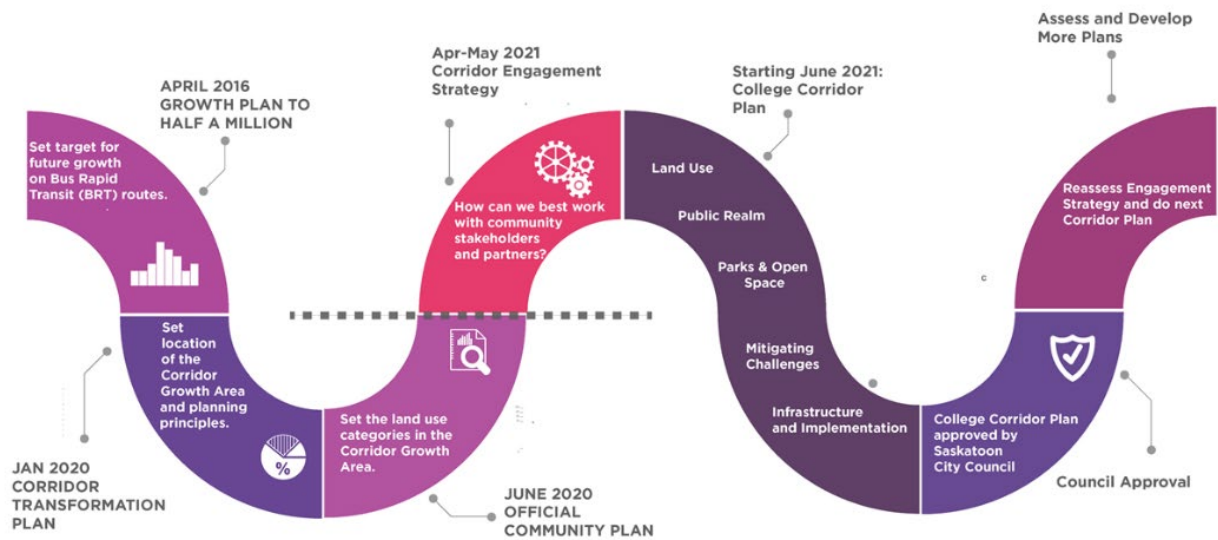 APRIL 2016
GROWTH PLAN TO
HALF A MILLION
Set target for
future growth
on Bus Rapid
Transit (BRT) routes.
JAN 2020
CORRIDOR
TRANSFORMATION
PLAN
Set
location
of the
Corridor
Growth Area
and planning
principles.
%
JUNE 2020
OFFICIAL
COMMUNITY PLAN
Set the land use
categories in the
Corridor Growth
Area.
Apr-May 2021
Corridor Engagement
Strategy
How can we best work
with community
stakeholders
and partners?
Starting June 2021:
College Corridor
Plan
Land Use
Public Realm
Parks & Open
Space
Mitigating
Challenges
Infrastructure
and Implementation
College Corridor Plan
approved by
Saskatoon
City Council
Council Approval
c
Assess and Develop
More Plans
Reassess Engagement
Strategy and do next
Corridor Plan